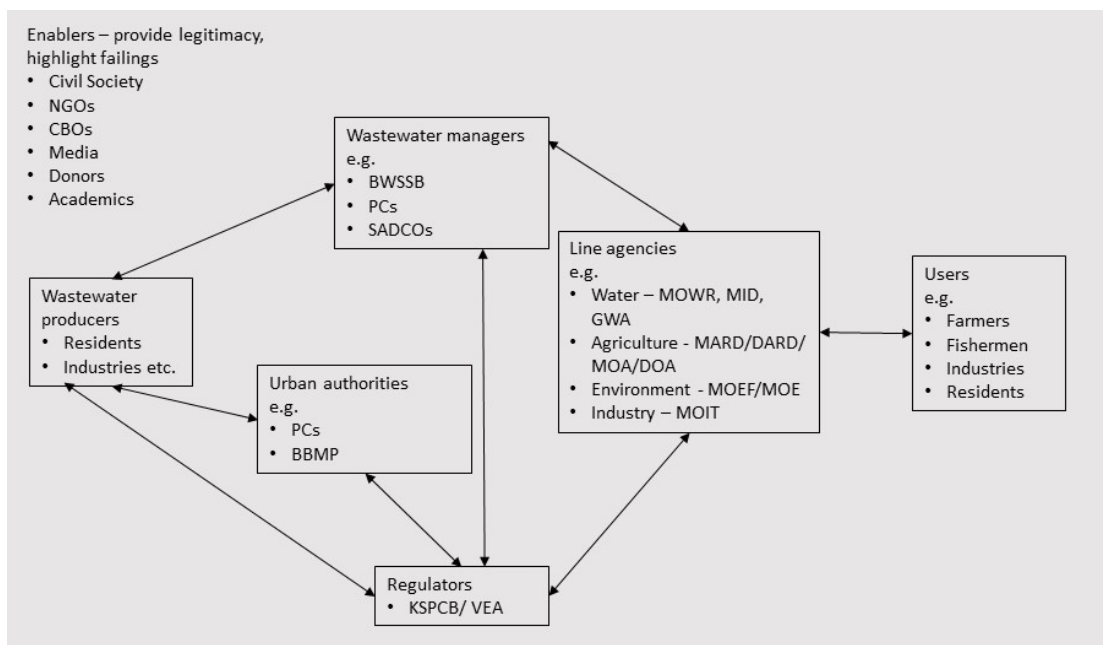 Enablers – provide legitimacy,
highlight failings
• Civil Society
• NGOs
• CBOs
• Media
• Donors
• Academics
Wastewater managers
e.g.
• BWSSB
• PCs
• SADCOs
Line agencies
e.g.
• Water – MOWR, MID,
GWA
• Agriculture - MARD/DARD/
MOA/DOA
• Environment - MOEF/MOE
• Industry – MOIT
Users
e.g.
• Farmers
• Fishermen
• Industries
• Residents
Wastewater
producers
• Residents
• Industries etc.
Urban authorities
e.g.
• PCs
• BBMP
Regulators
• KSPCB/ VEA